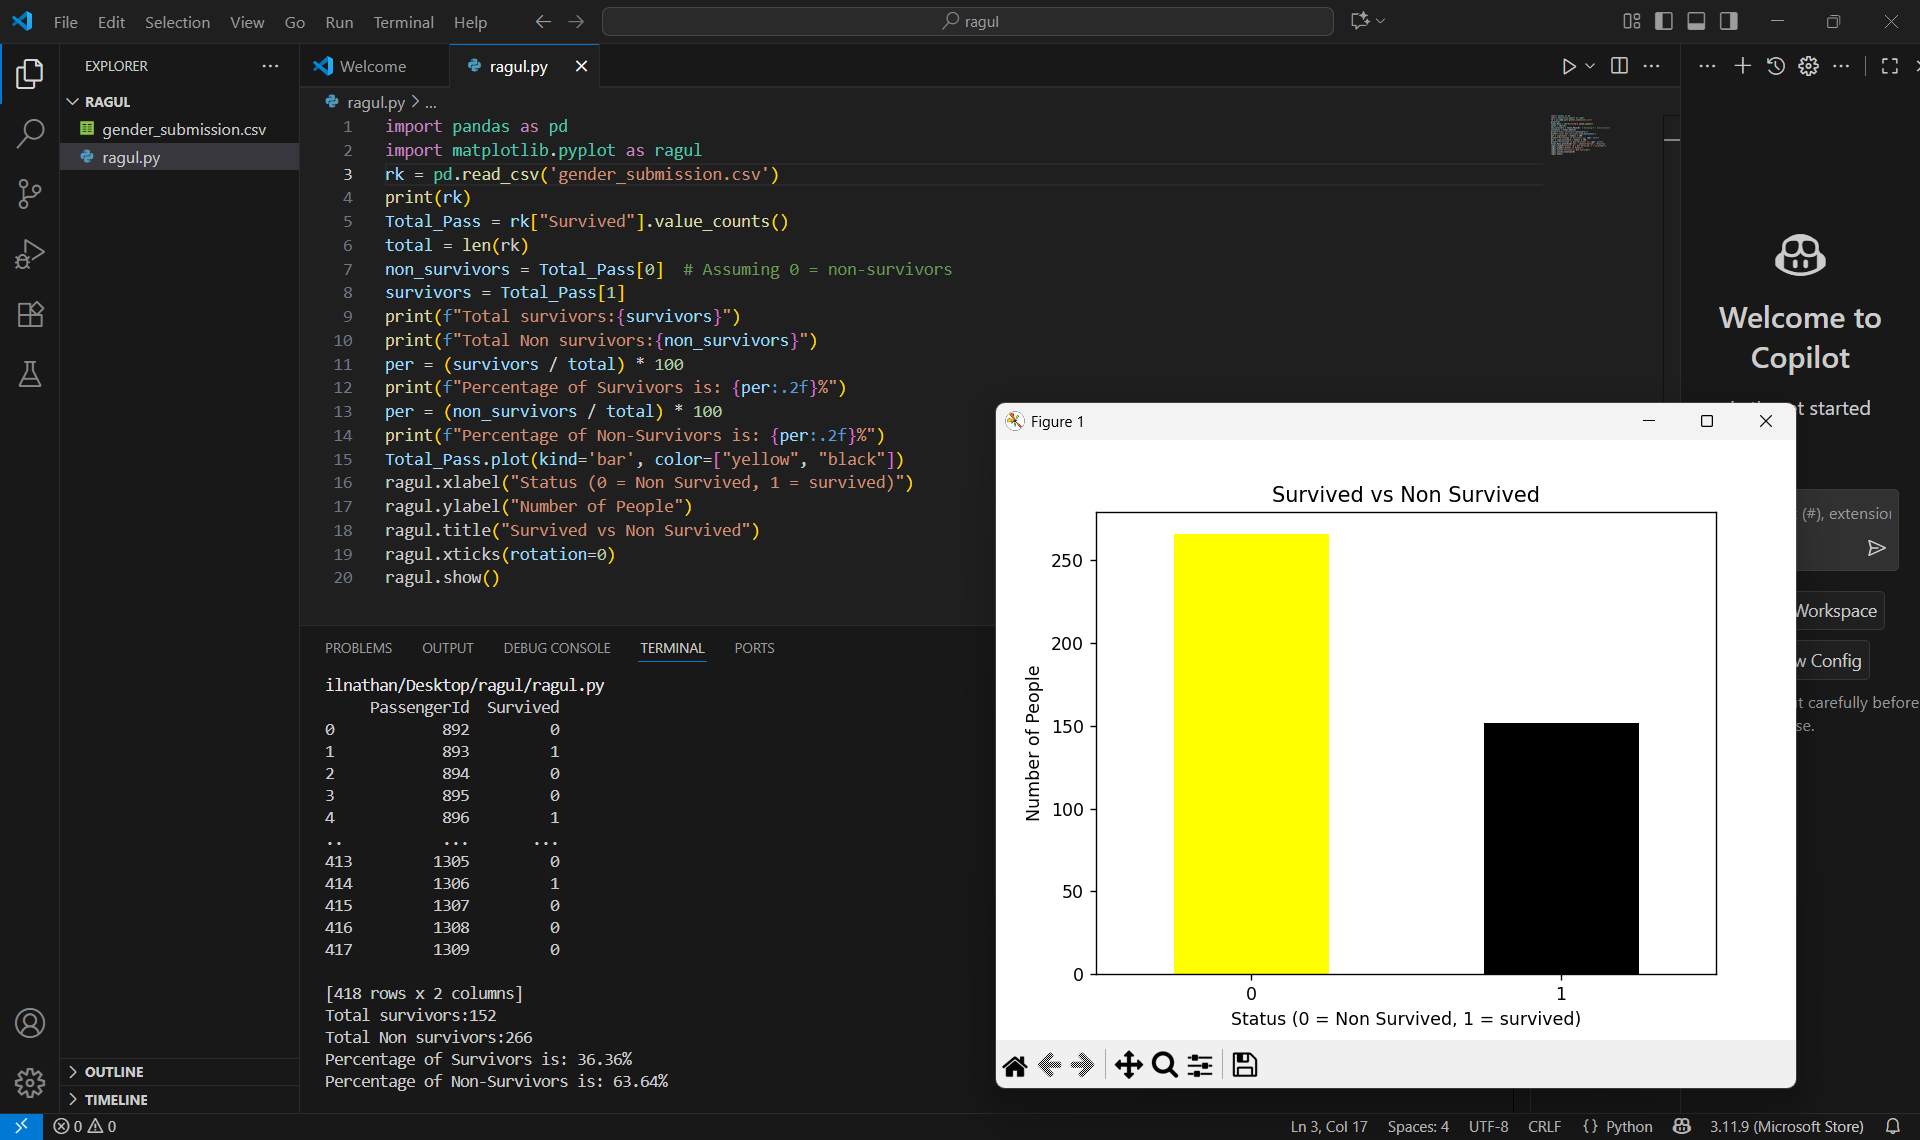 File Edit Selection View Go Run Terminal Help
ragul
EXPLORER
RAGUL
gender_submission.csv
ragul.py
OUTLINE
TIMELINE
Welcome
ragul.py
ragul.py > ...
1 import pandas as pd
2 import matplotlib.pyplot as ragul
3 rk = pd.read_csv('gender_submission.csv')
4 print(rk)
5 Total_Pass = rk["Survived"].value_counts()
6 total = len(rk)
7 non_survivors = Total_Pass[0]  # Assuming 0 = non-survivors
8 survivors = Total_Pass[1]
9 print(f"Total survivors:{survivors}")
10 print(f"Total Non survivors:{non_survivors}")
11 per = (survivors / total) * 100
12 print(f"Percentage of Survivors is: {per:.2f}%")
13 per = (non_survivors / total) * 100
14 print(f"Percentage of Non-Survivors is: {per:.2f}%")
15 Total_Pass.plot(kind='bar', color=["yellow", "black"])
16 ragul.xlabel("Status (0 = Non Survived, 1 = survived)")
17 ragul.ylabel("Number of People")
18 ragul.title("Survived vs Non Survived")
19 ragul.xticks(rotation=0)
20 ragul.show()
PROBLEMS OUTPUT DEBUG CONSOLE TERMINAL PORTS
ilnathan/Desktop/ragul/ragul.py
PassengerId Survived
0 892 0
1 893 1
2 894 0
3 895 0
4 896 1
.. ... ...
413 1305 0
414 1306 1
415 1307 0
416 1308 0
417 1309 0
[418 rows x 2 columns]
Total survivors:152
Total Non survivors:266
Percentage of Survivors is: 36.36%
Percentage of Non-Survivors is: 63.64%
Welcome to
Copilot
t started
(#), extension
Workspace
w Config
t carefully before
se.
Figure 1
Survived vs Non Survived
Number of People
250
200
150
100
50
0
0 1
Status (0 = Non Survived, 1 = survived)
0 0
Ln 3, Col 17 Spaces: 4 UTF-8 CRLF {} Python 3.11.9 (Microsoft Store)